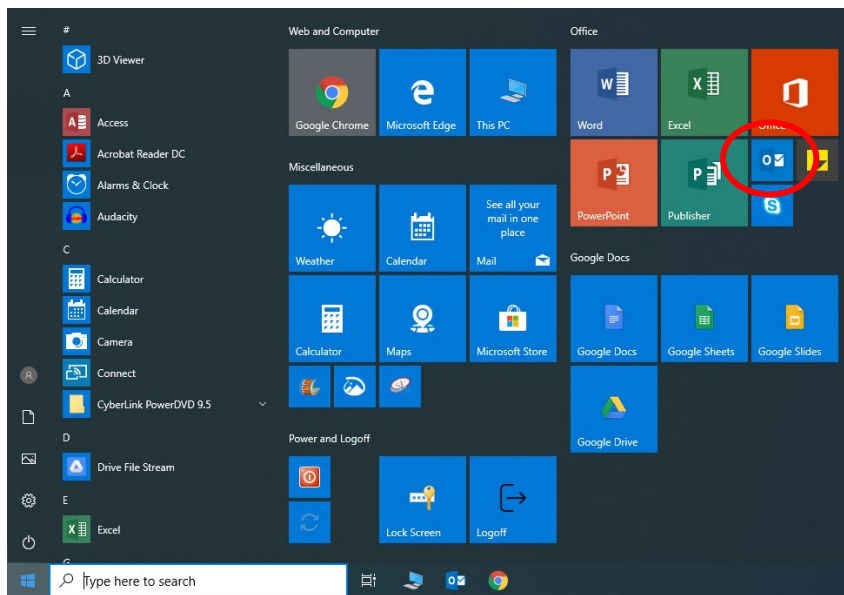 #
3D Viewer
A
Access
Acrobat Reader DC
Alarms & Clock
Audacity
C
Calculator
Calendar
Camera
Connect
CyberLink PowerDVD 9.5
D
Drive File Stream
E
Excel
Web and Computer
Google Chrome
Microsoft Edge
This PC
Miscellaneous
Weather
Calendar
See all your
mail in one
place
Mail
Calculator
Maps
Microsoft Store
Power and Logoff
Lock Screen
Logoff
Office
Word
Excel
Office
PowerPoint
Publisher
Google Docs
Google Docs
Google Sheets
Google Slides
Google Drive
Type here to search